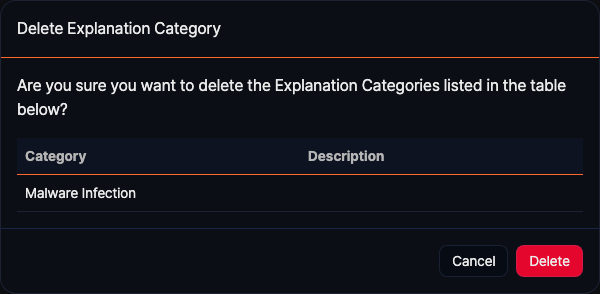 Delete Explanation Category
Are you sure you want to delete the Explanation Categories listed in the table
below?
Category Description
Malware Infection
Cancel Delete